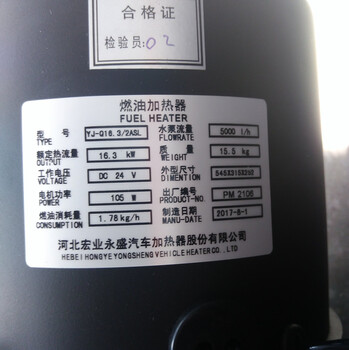 合格证
检验员:02
燃油加热器
FUEL HEATER
型号 TYPE YJ-Q16.3/2ASL 水泵流量 FLOWRATE 5000 l/h
额定热流量 OUTPUT 16.3 kW 质量 WEIGHT 15.5 kg
工作电压 VOLTAGE DC 24 V 外型尺寸 DIMENTION
电机功率 POWER 105 W 出厂编号 PRODUCT-No. PM 2106
燃油消耗量 CONSUMPTION 1.78kg/h 制造日期 MANU-DATE 2017-8-1
河北宏业永盛汽车加热器股份有限公司
HEBEI HONGYE YONGSHENG VEHICLE HEATER CO., LTD